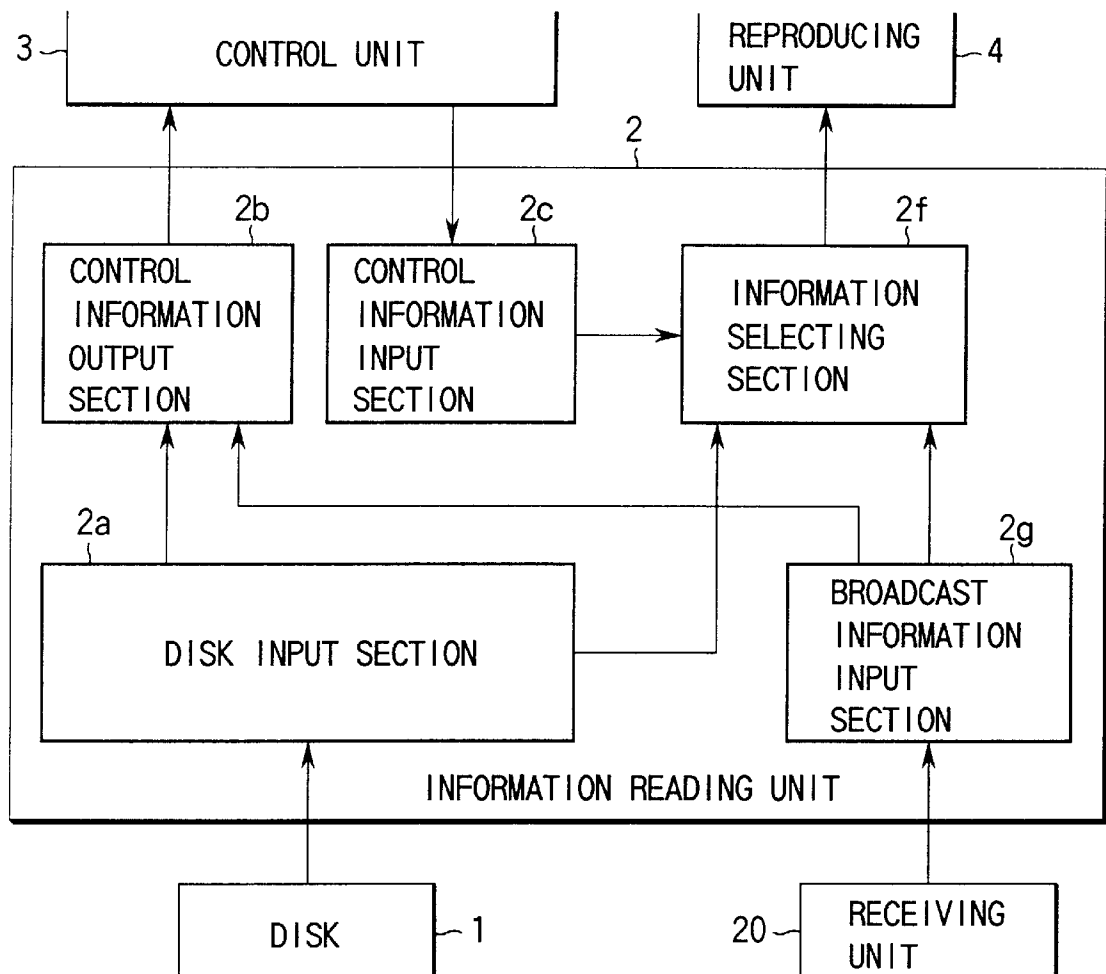 3
CONTROL UNIT
REPRODUCING
UNIT
4
2
2b
CONTROL
INFORMATION
OUTPUT
SECTION
2c
CONTROL
INFORMATION
INPUT
SECTION
2f
INFORMATION
SELECTING
SECTION
2a
DISK INPUT SECTION
2g
BROADCAST
INFORMATION
INPUT
SECTION
INFORMATION READING UNIT
DISK
1
20
RECEIVING
UNIT